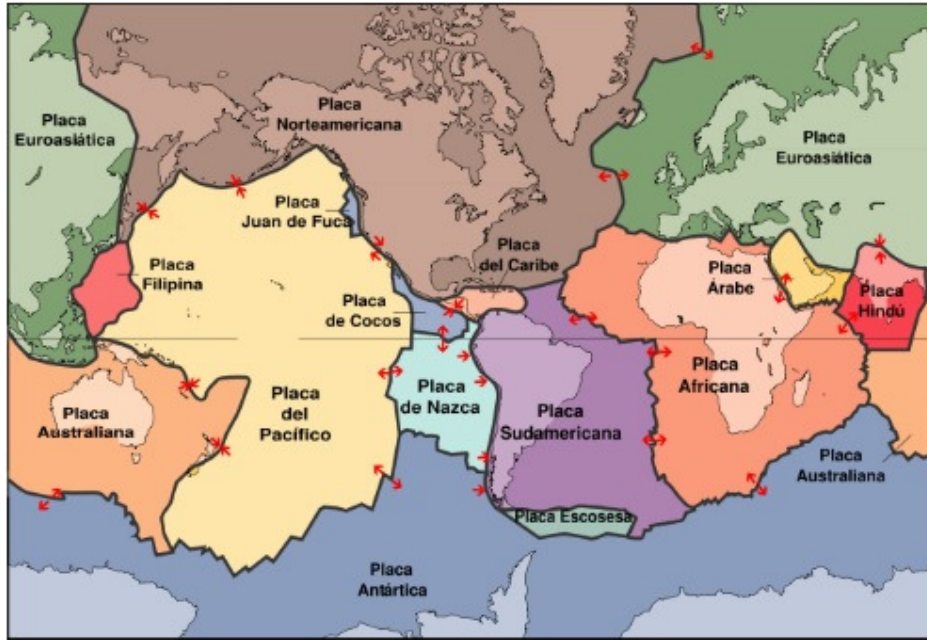 Placa
Norteamericana
Placa
Euroasiática
Placa
Euroasiática
Placa
Juan de Fuca
Placa
del Caribe
Placa
Filipina
Placa
Árabe
Placa
Hindú
Placa
de Cocos
Placa
Africana
Placa
de Nazca
Placa
Australiana
Placa
del
Pacífico
Placa
Sudamericana
Placa
Australiana
Placa Escosesa
Placa
Antártica